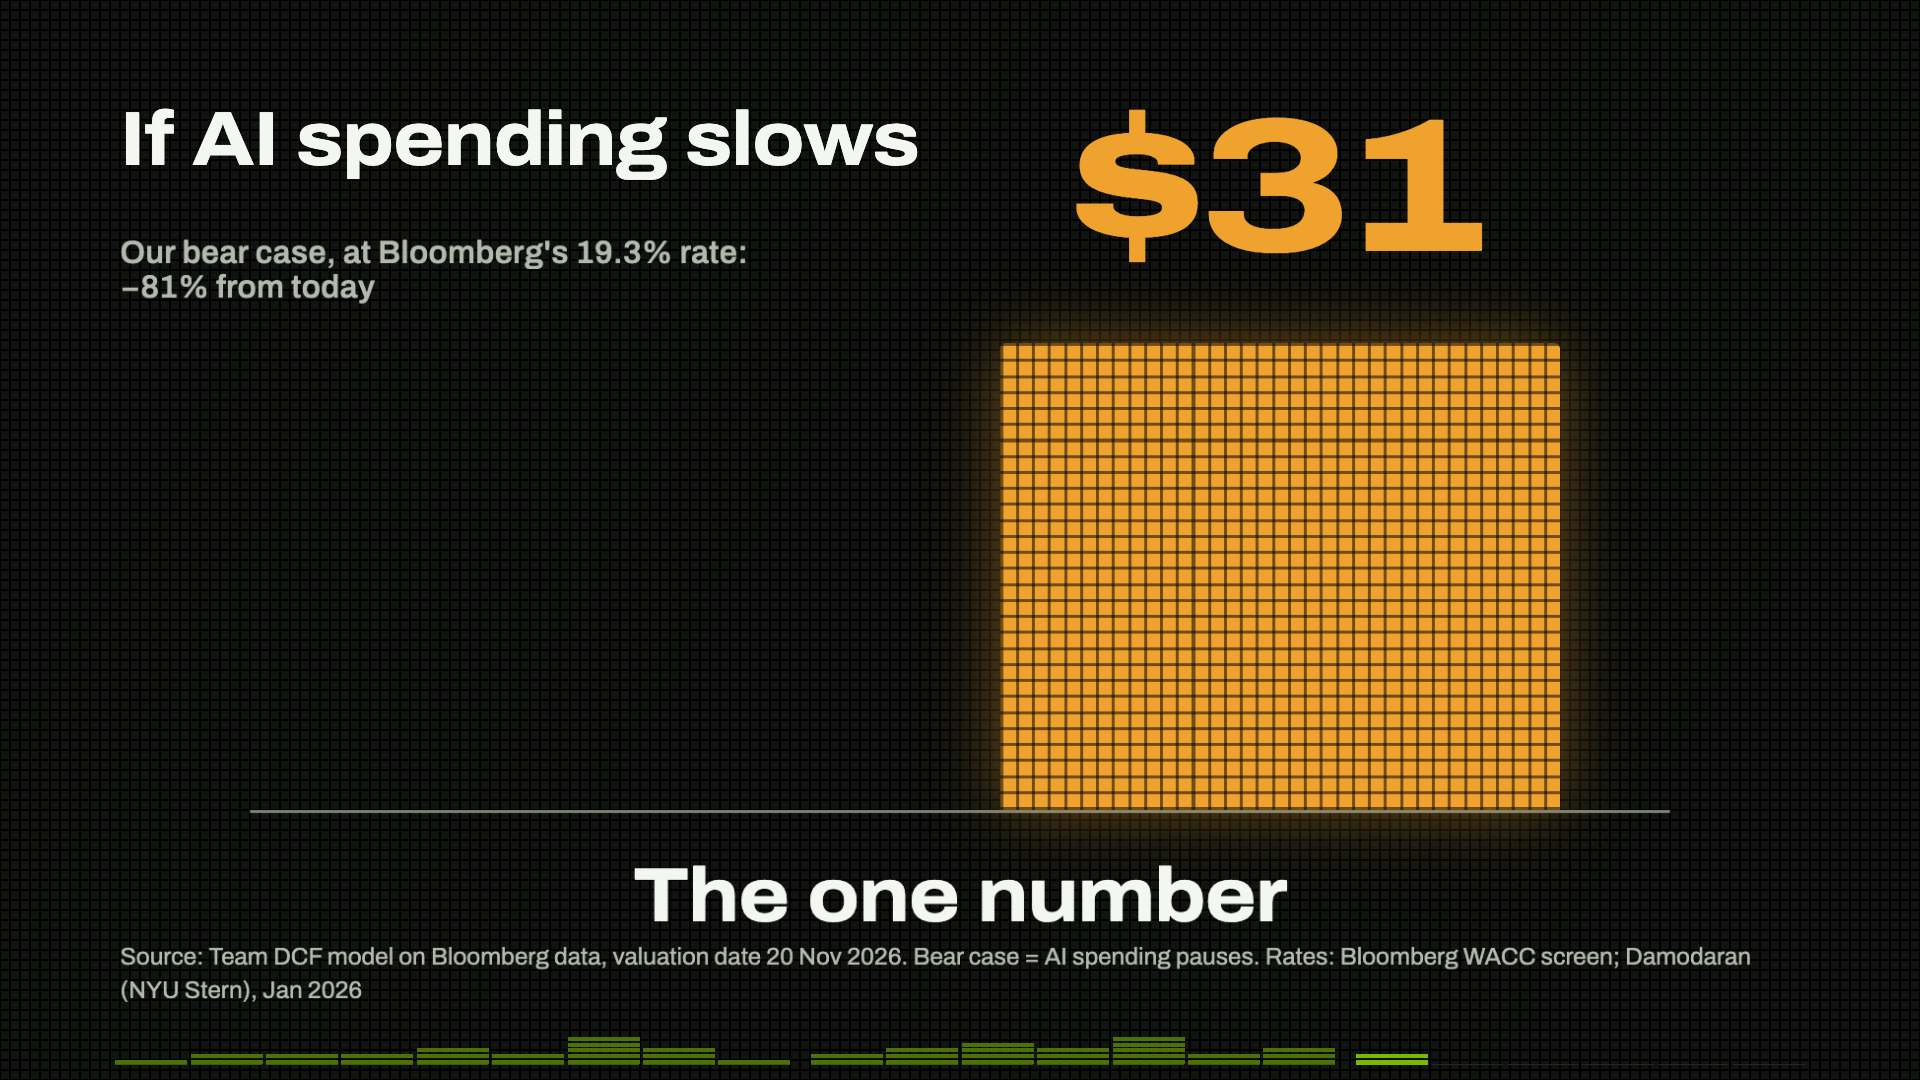 If AI spending slows
$31
Our bear case, at Bloomberg's 19.3% rate:
−81% from today
The one number
Source: Team DCF model on Bloomberg data, valuation date 20 Nov 2026. Bear case = AI spending pauses. Rates: Bloomberg WACC screen; Damodaran
(NYU Stern), Jan 2026